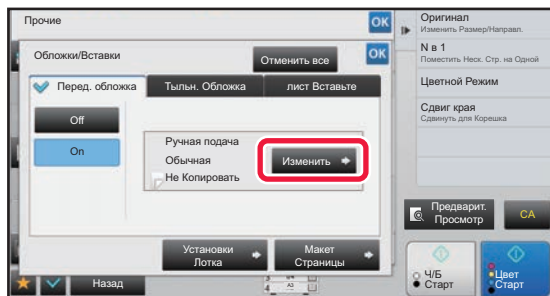 Прочие
OK
Обложки/Вставки
Отменить все
OK
Перед. обложка
Тыльн. Обложка
лист Вставьте
Off
On
Ручная подача
Обычная
Не Копировать
Изменить
Установки
Лотка
Макет
Страницы
Назад
Оригинал
Изменить Размер/Направл.
N в 1
Поместить Неск. Стр. на Одной
Цветной Режим
Сдвиг края
Сдвинуть для Корешка
Предварит.
Просмотр
CA
Ч/Б
Старт
Цвет
Старт